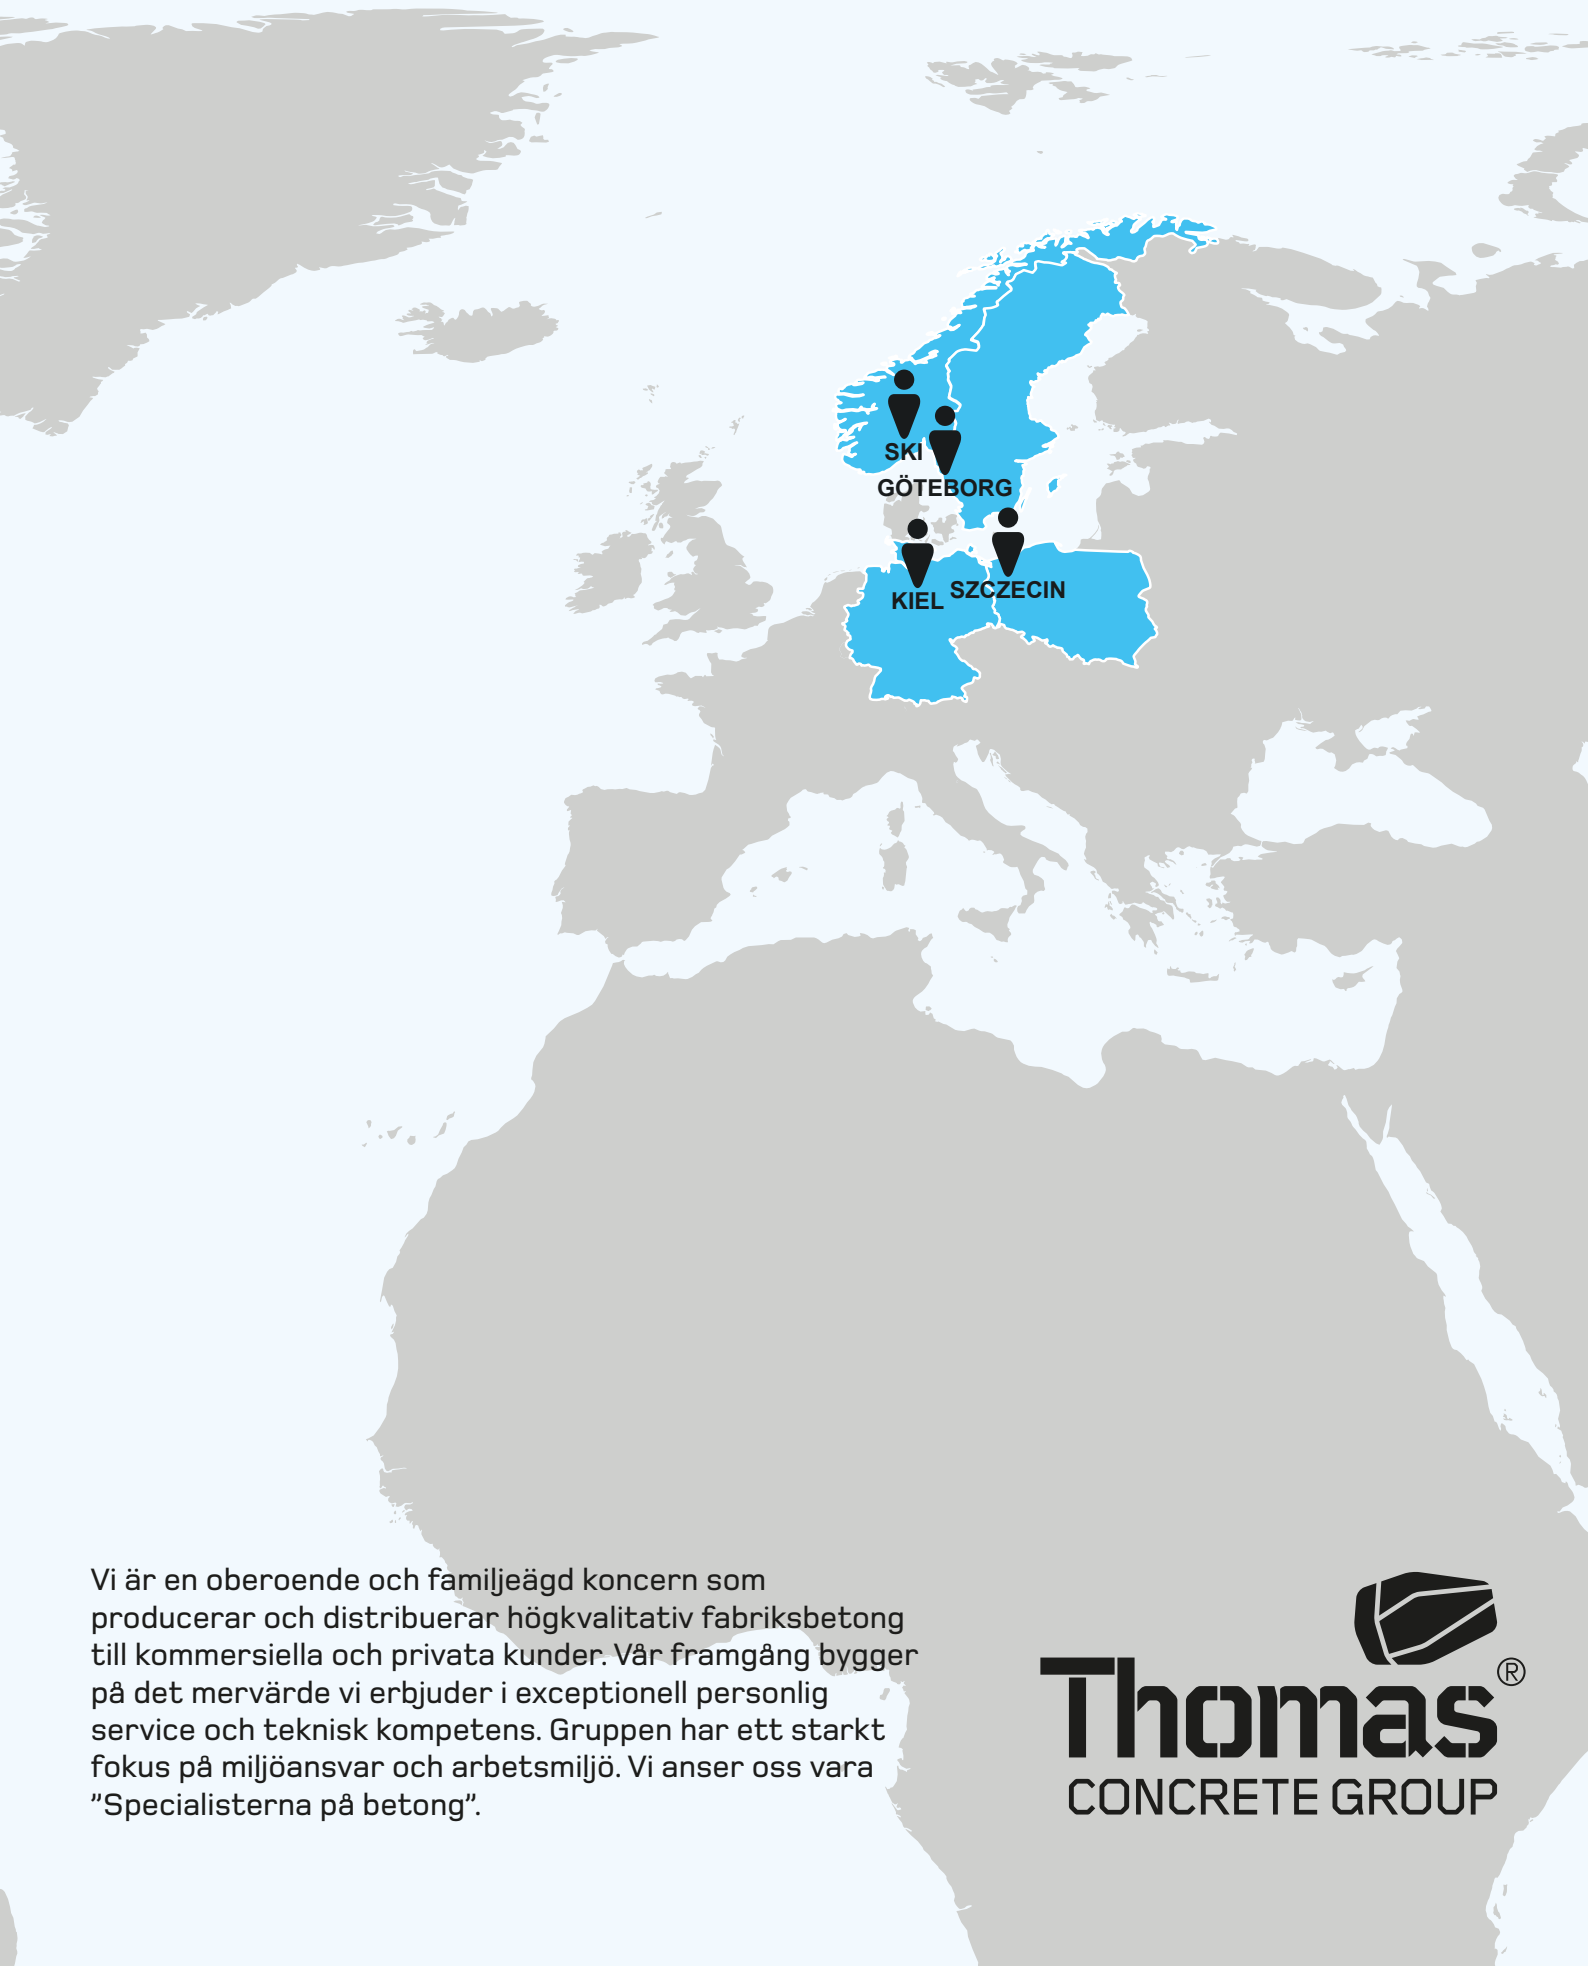 SKI
GÖTEBORG
KIEL
SZCZECIN
Vi är en oberoende och familjeägd koncern som
producerar och distribuerar högkvalitativ fabriksbetong
till kommersiella och privata kunder. Vår framgång bygger
på det mervärde vi erbjuder i exceptionell personlig
service och teknisk kompetens. Gruppen har ett starkt
fokus på miljöansvar och arbetsmiljö. Vi anser oss vara
”Specialisterna på betong”.
Thomas®
CONCRETE GROUP